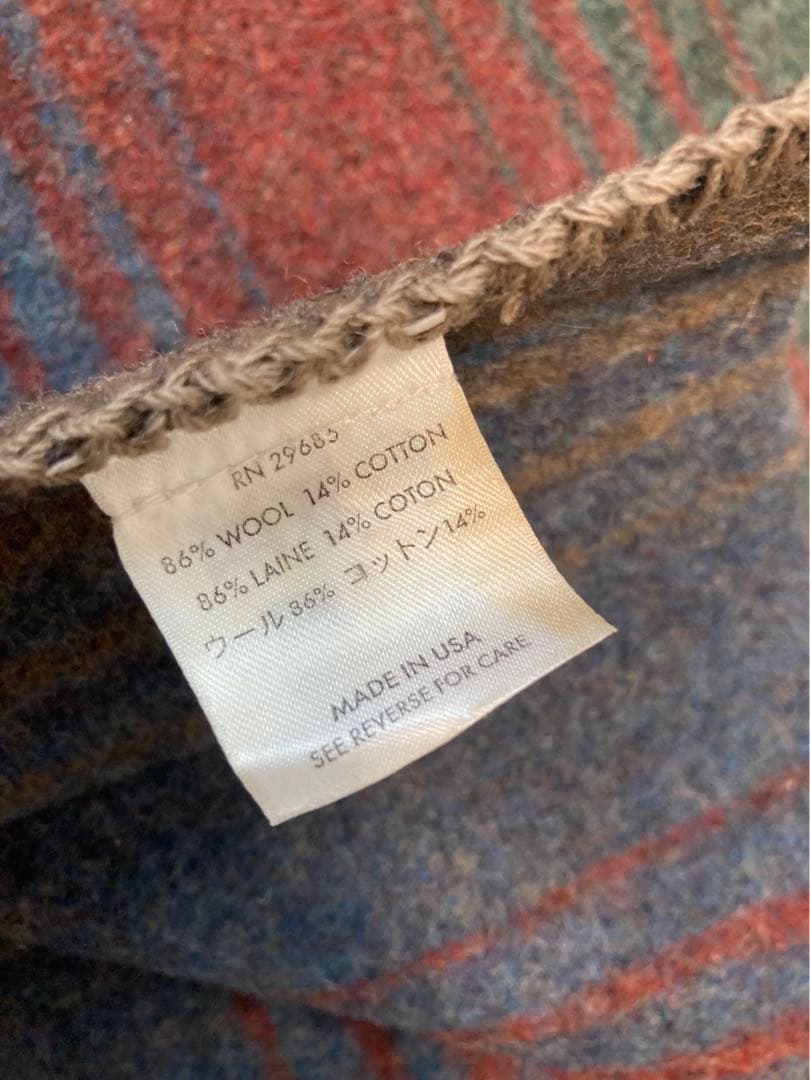 RN 29685
86% WOOL 14% COTTON
86% LAINE 14% COTON
ウール 86% コットン14%
MADE IN USA
SEE REVERSE FOR CARE